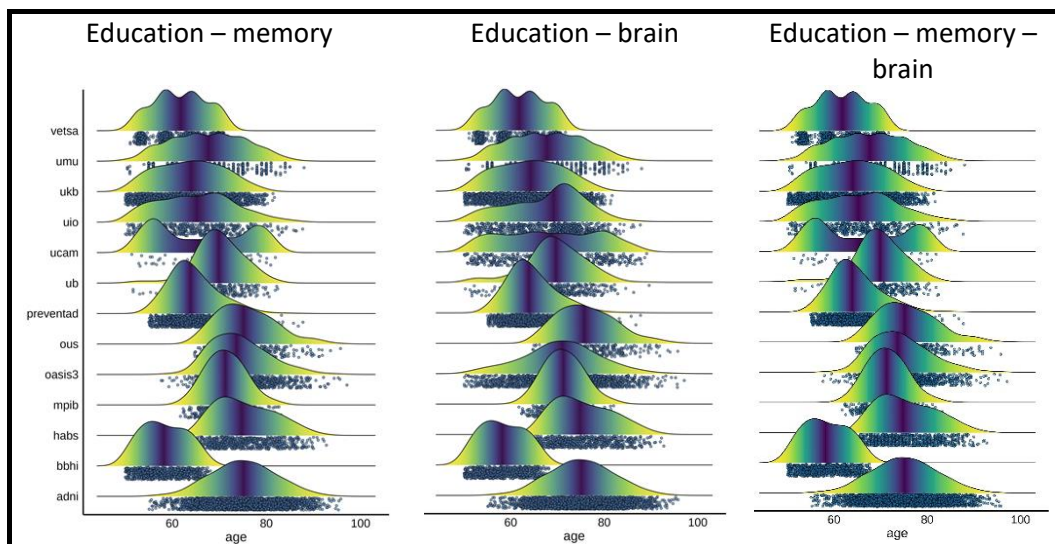 Education – memory
Education – brain
Education – memory –
brain
vetsa
umu
ukb
uio
ucam
ub
preventad
ous
oasis3
mpib
habs
bbhi
adni
60 80 100
age
60 80 100
age
60 80 100
age